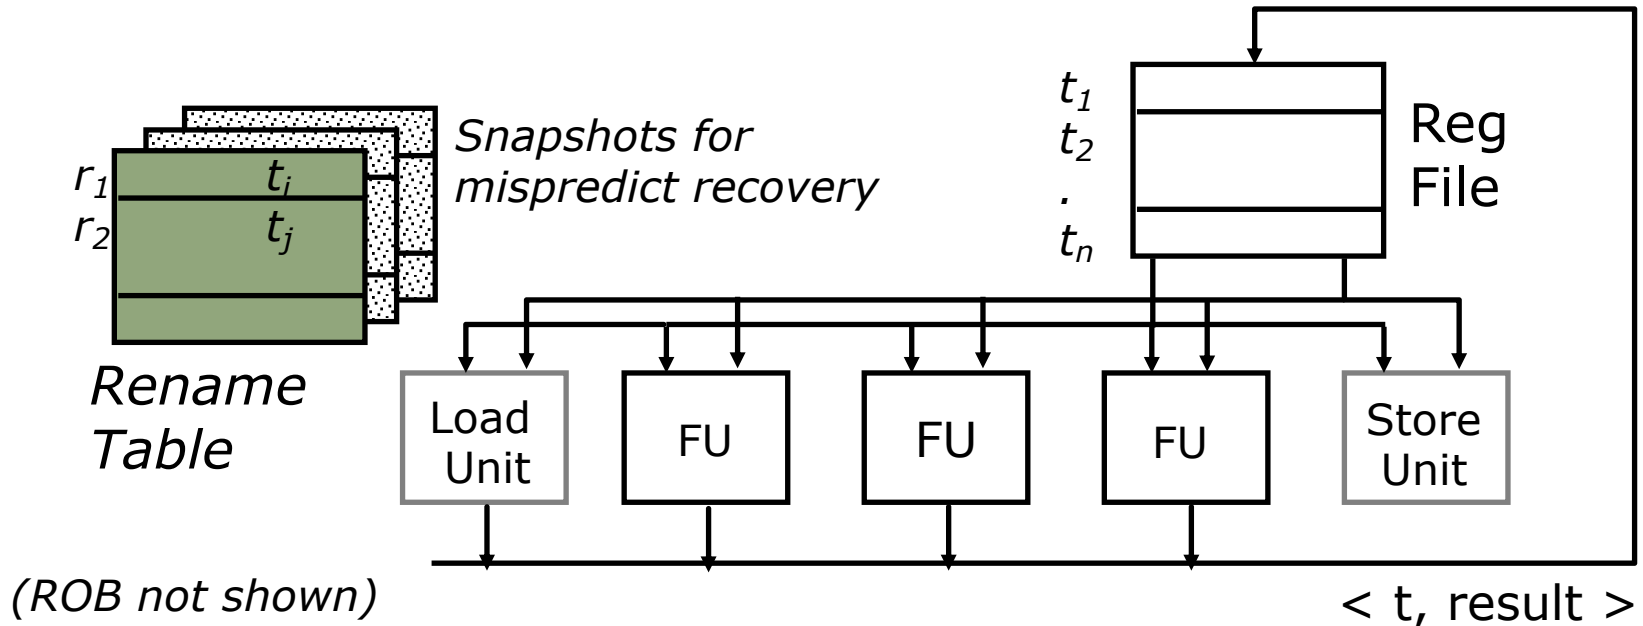 t₁
t₂
.
tₙ
Reg
File
Snapshots for
mispredict recovery
r₁ tᵢ
r₂ tⱼ
Rename
Table
Load
Unit
FU
FU
FU
Store
Unit
(ROB not shown)
< t, result >